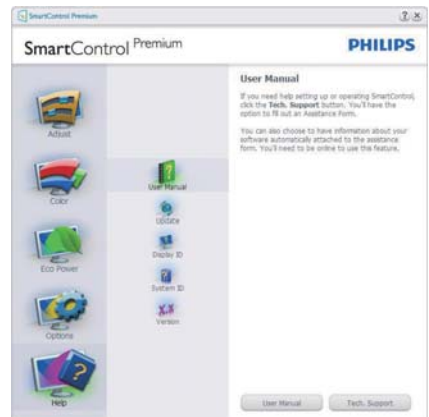 SmartControl Premium
SmartControl Premium
PHILIPS
Adjust
Color
Eco Power
Options
Help
User Manual
Update
Display ID
System ID
Version
User Manual
If you need help setting up or operating SmartControl,
click the Tech. Support button. You'll have the
option to fill out an Assistance Form.
You can also choose to have information about your
software automatically attached to the assistance
form. You'll need to be online to use this feature.
User Manual
Tech. Support